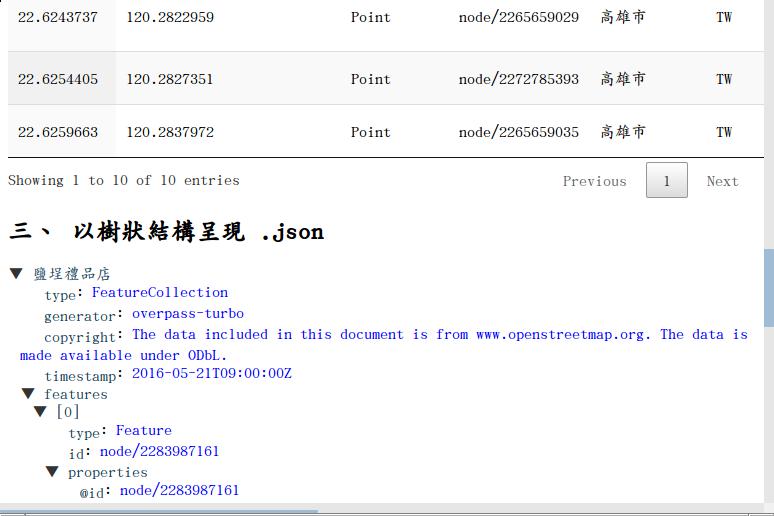 22.6243737 120.2822959 Point node/2265659029 高雄市 TW
22.6254405 120.2827351 Point node/2272785393 高雄市 TW
22.6259663 120.2837972 Point node/2265659035 高雄市 TW
Showing 1 to 10 of 10 entries Previous 1 Next
三、 以樹狀結構呈現 .json
▼ 鹽埕禮品店
type: FeatureCollection
generator: overpass-turbo
copyright: The data included in this document is from www.openstreetmap.org. The data is
made available under ODbL.
timestamp: 2016-05-21T09:00:00Z
▼ features
▼ [0]
type: Feature
id: node/2283987161
▼ properties
@id: node/2283987161